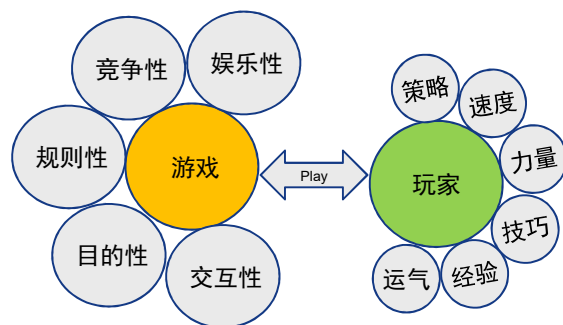 竞争性
娱乐性
规则性
游戏
目的性
交互性
Play
策略
速度
力量
玩家
技巧
经验
运气